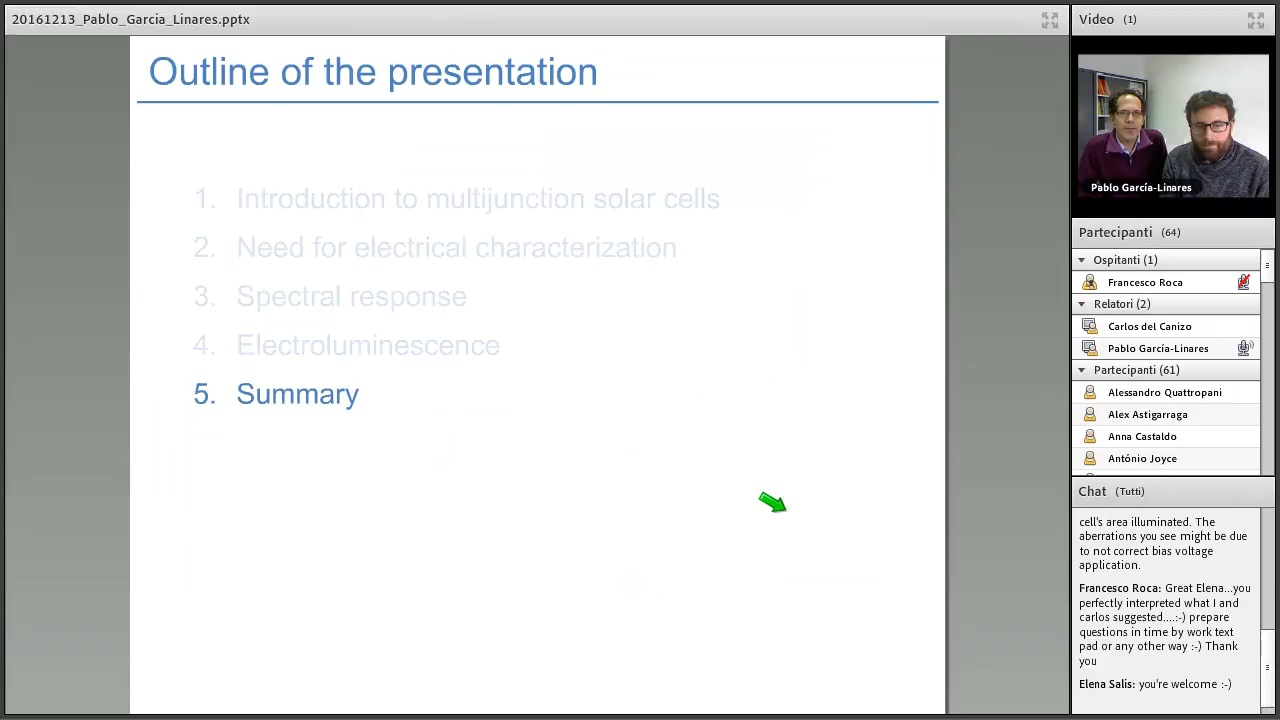 20161213_Pablo_Garcia_Linares.pptx
Outline of the presentation
1. Introduction to multijunction solar cells
2. Need for electrical characterization
3. Spectral response
4. Electroluminescence
5. Summary
Video (1)
Pablo García-Linares
Partecipanti (64)
Ospitanti (1)
Francesco Roca
Relatori (2)
Carlos del Canizo
Pablo García-Linares
Partecipanti (61)
Alessandro Quattropani
Alex Astigarraga
Anna Castaldo
António Joyce
Chat (Tutti)
cell's area illuminated. The
aberrations you see might be due
to not correct bias voltage
application.
Francesco Roca: Great Elena...you
perfectly interpreted what I and
carlos suggested....:-) prepare
questions in time by work text
pad or any other way :-) Thank
you
Elena Salis: you're welcome :-)